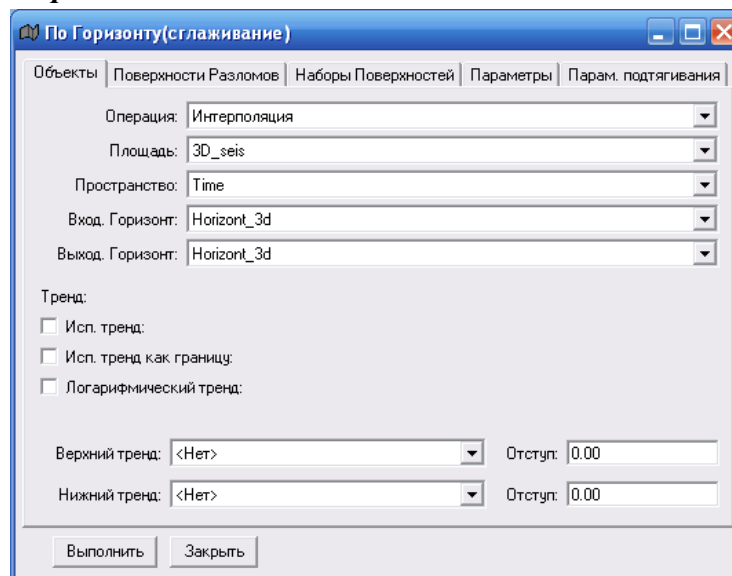 По Горизонту(сглаживание)
Объекты Поверхности Разломов Наборы Поверхностей Параметры Парам. подтягивания
Операция: Интерполяция
Площадь: 3D_seis
Пространство: Time
Вход. Горизонт: Horizont_3d
Выход. Горизонт: Horizont_3d
Тренд:
Исп. тренд:
Исп. тренд как границу:
Логарифмический тренд:
Верхний тренд: <Нет> Отступ: 0.00
Нижний тренд: <Нет> Отступ: 0.00
Выполнить Закрыть